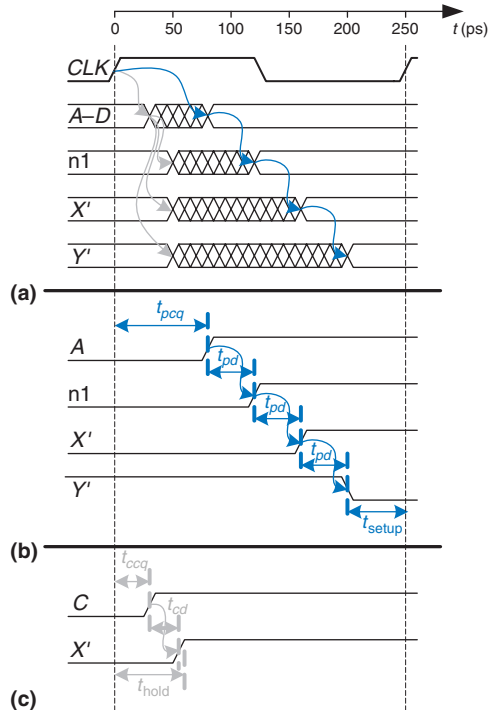 0 50 100 150 200 250
t (ps)
CLK
A–D
n1
X'
Y'
(a)
tpcq
A
tpd
n1
tpd
X'
tpd
Y'
tsetup
(b)
tccq
C
tcd
X'
thold
(c)